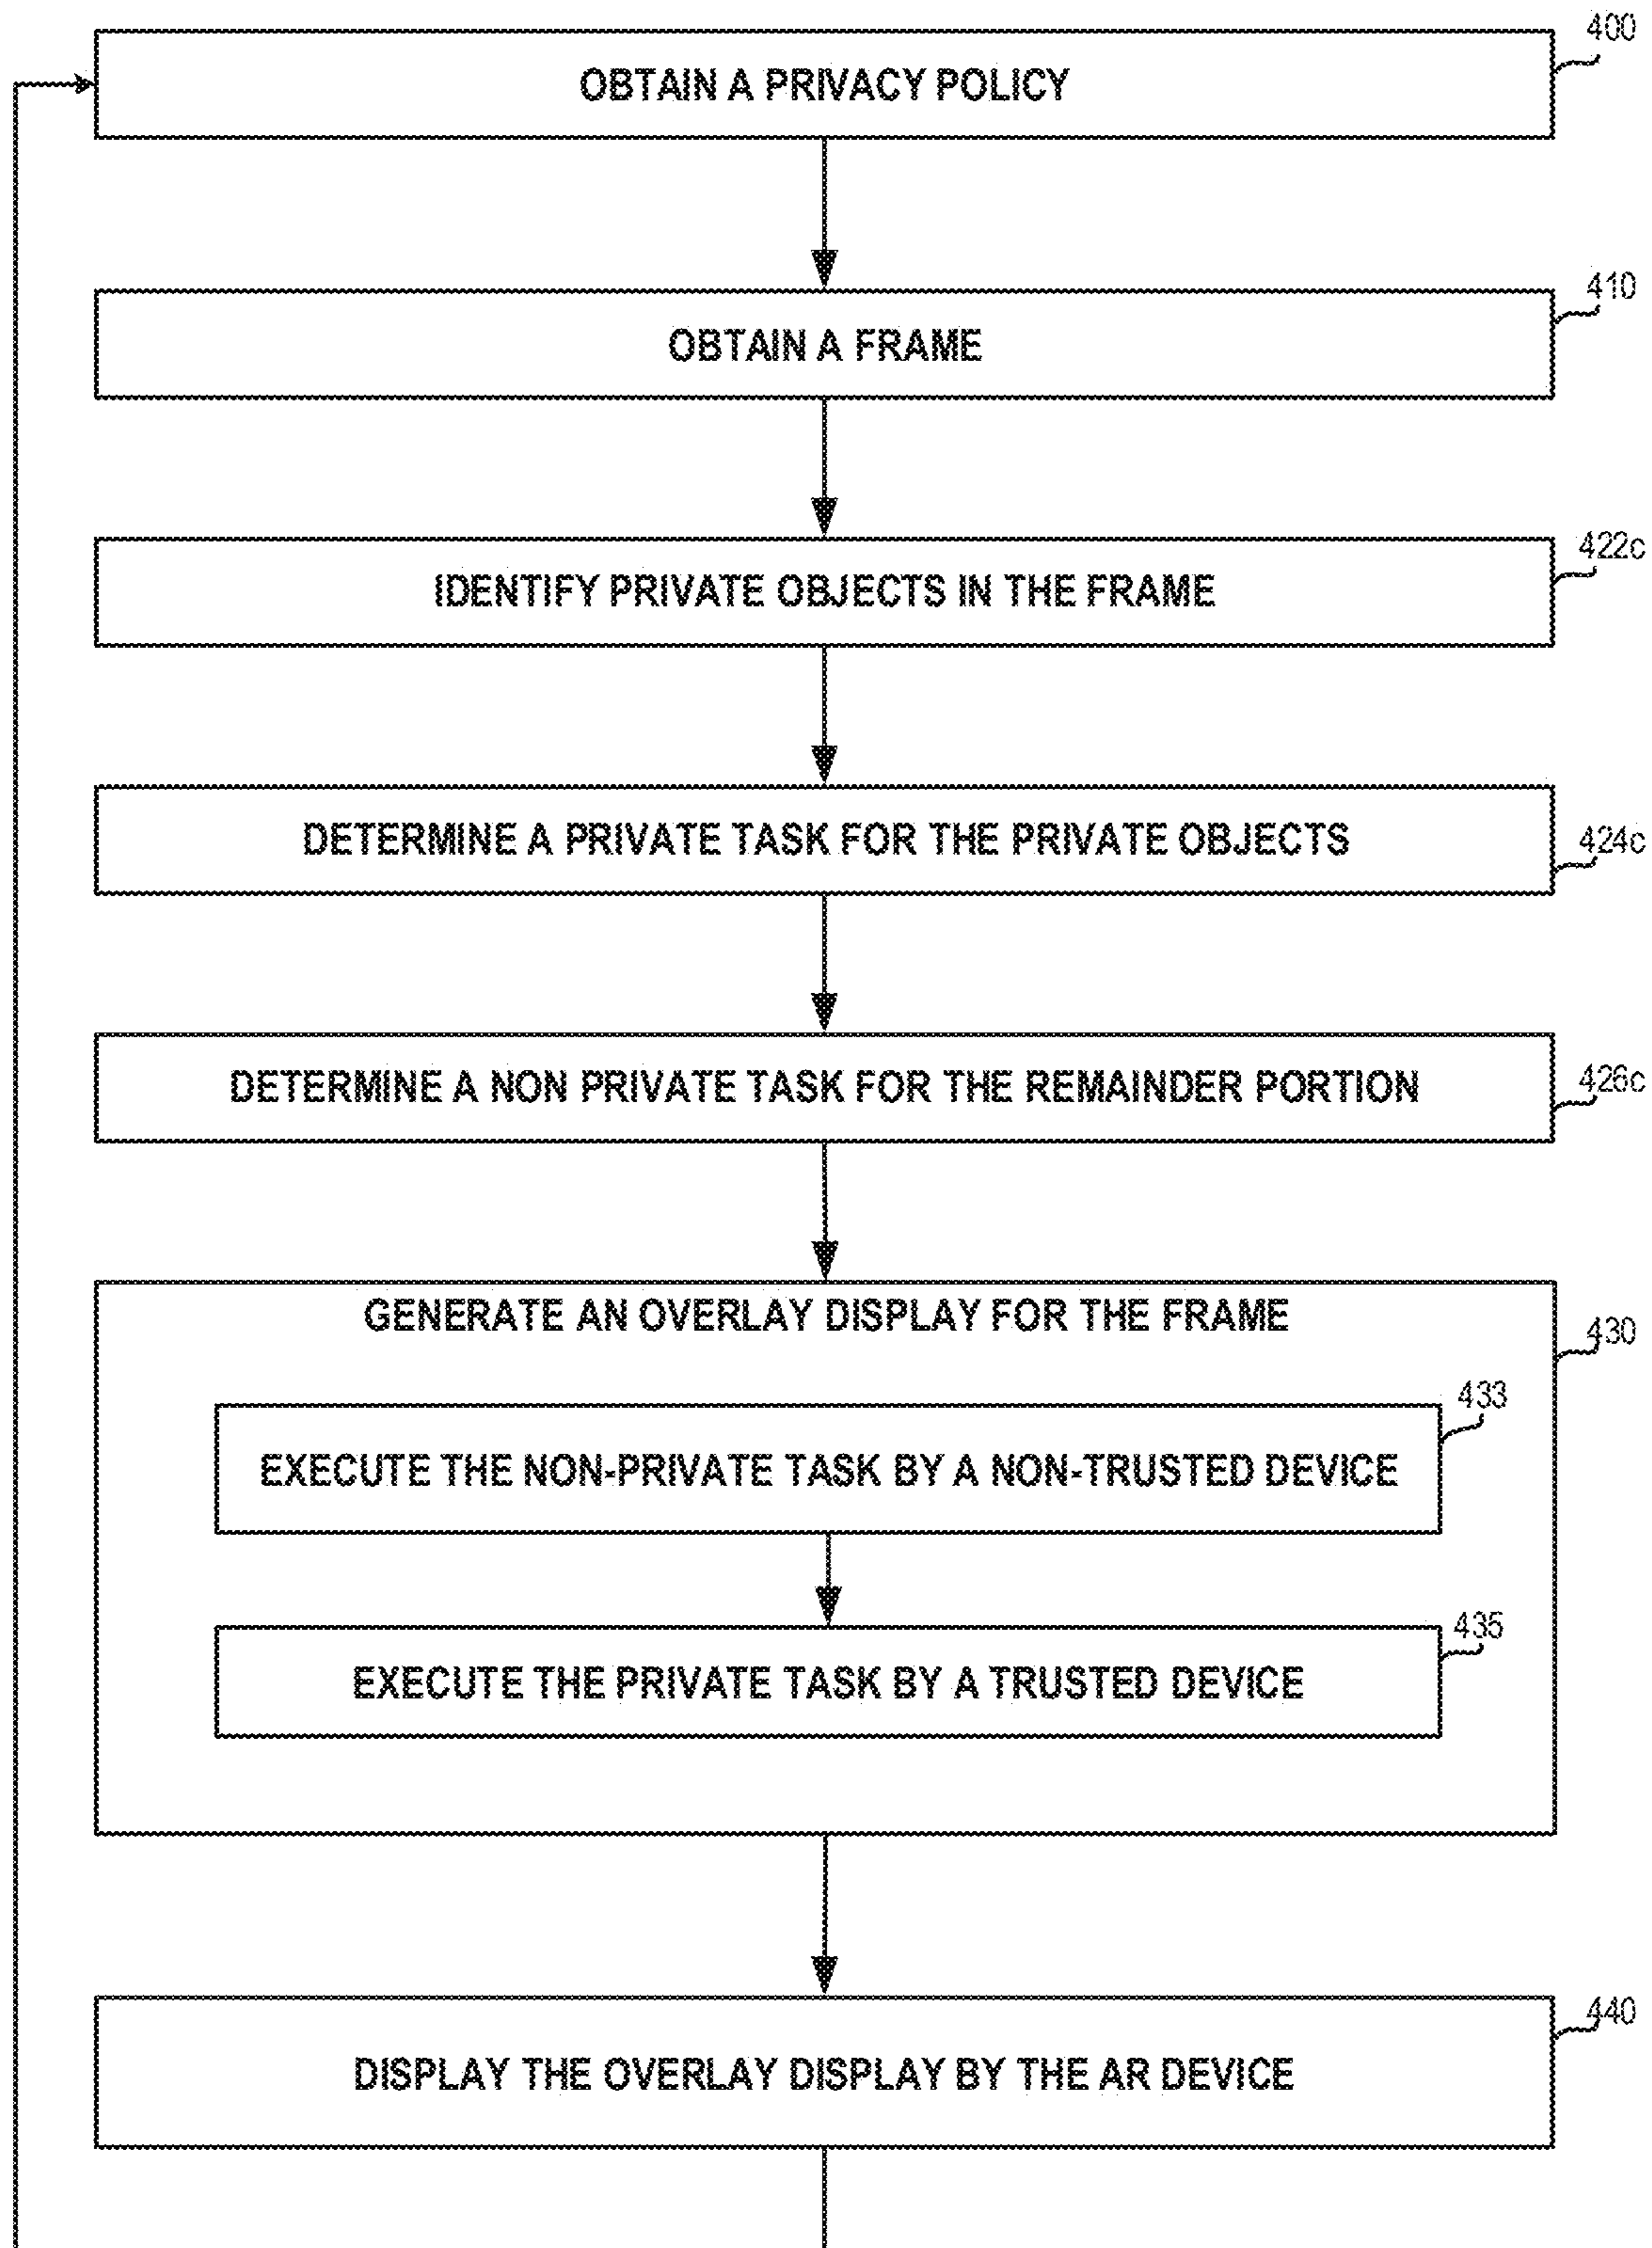 400
OBTAIN A PRIVACY POLICY
410
OBTAIN A FRAME
422c
IDENTIFY PRIVATE OBJECTS IN THE FRAME
DETERMINE A PRIVATE TASK FOR THE PRIVATE OBJECTS
424c
DETERMINE A NON PRIVATE TASK FOR THE REMAINDER PORTION
426c
GENERATE AN OVERLAY DISPLAY FOR THE FRAME
430
433
EXECUTE THE NON-PRIVATE TASK BY A NON-TRUSTED DEVICE
435
EXECUTE THE PRIVATE TASK BY A TRUSTED DEVICE
440
DISPLAY THE OVERLAY DISPLAY BY THE AR DEVICE